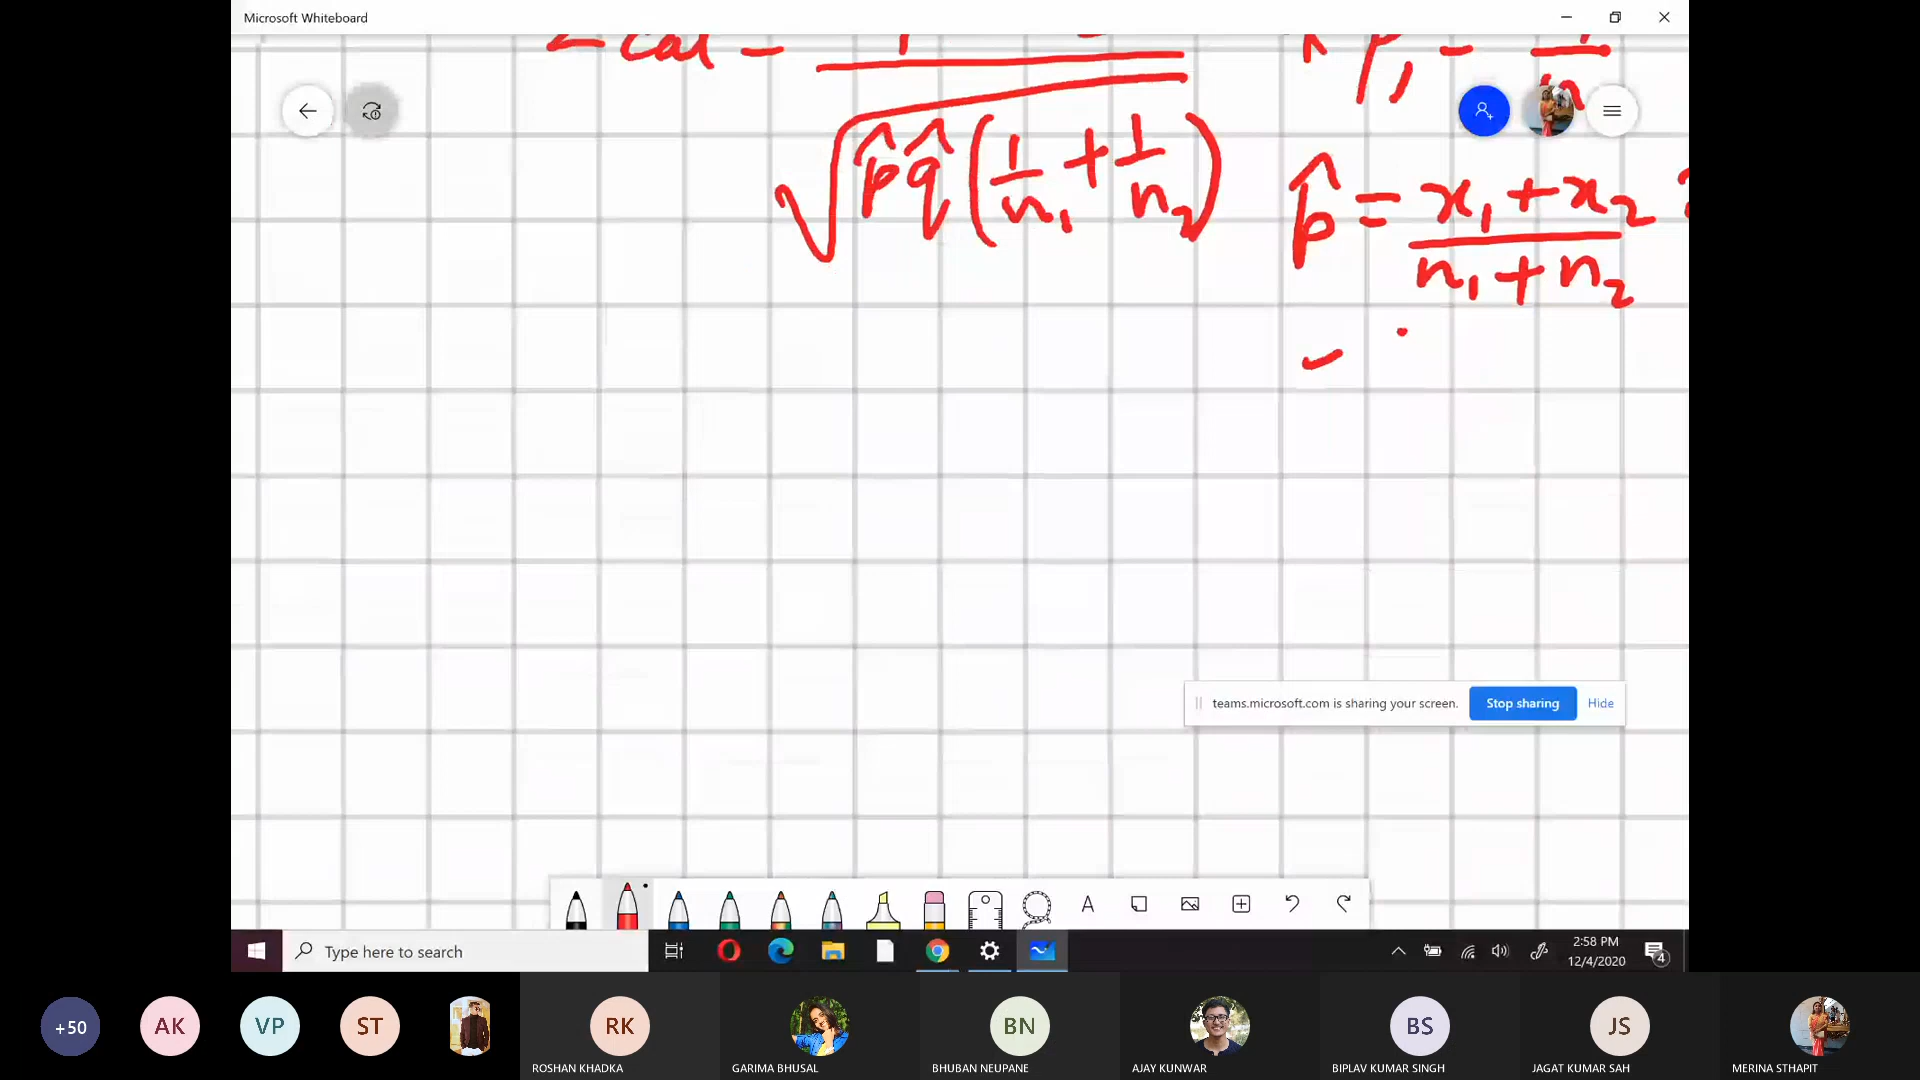 Microsoft Whiteboard
Z cal =
√ p̂ q̂ ( 1/n₁ + 1/n₂ )
p̂ = x₁ + x₂ / n₁ + n₂
teams.microsoft.com is sharing your screen. Stop sharing Hide
A
Type here to search
2:58 PM
12/4/2020
4
+50 AK VP ST RK BN BS JS
ROSHAN KHADKA GARIMA BHUSAL BHUBAN NEUPANE AJAY KUNWAR BIPLAV KUMAR SINGH JAGAT KUMAR SAH MERINA STHAPIT